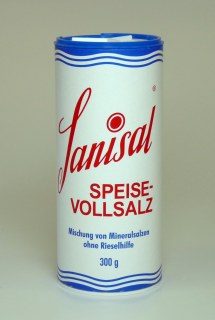 Sanisal
®
SPEISE-
VOLLSALZ
Mischung von Mineralsalzen
ohne Rieselhilfe
300 g